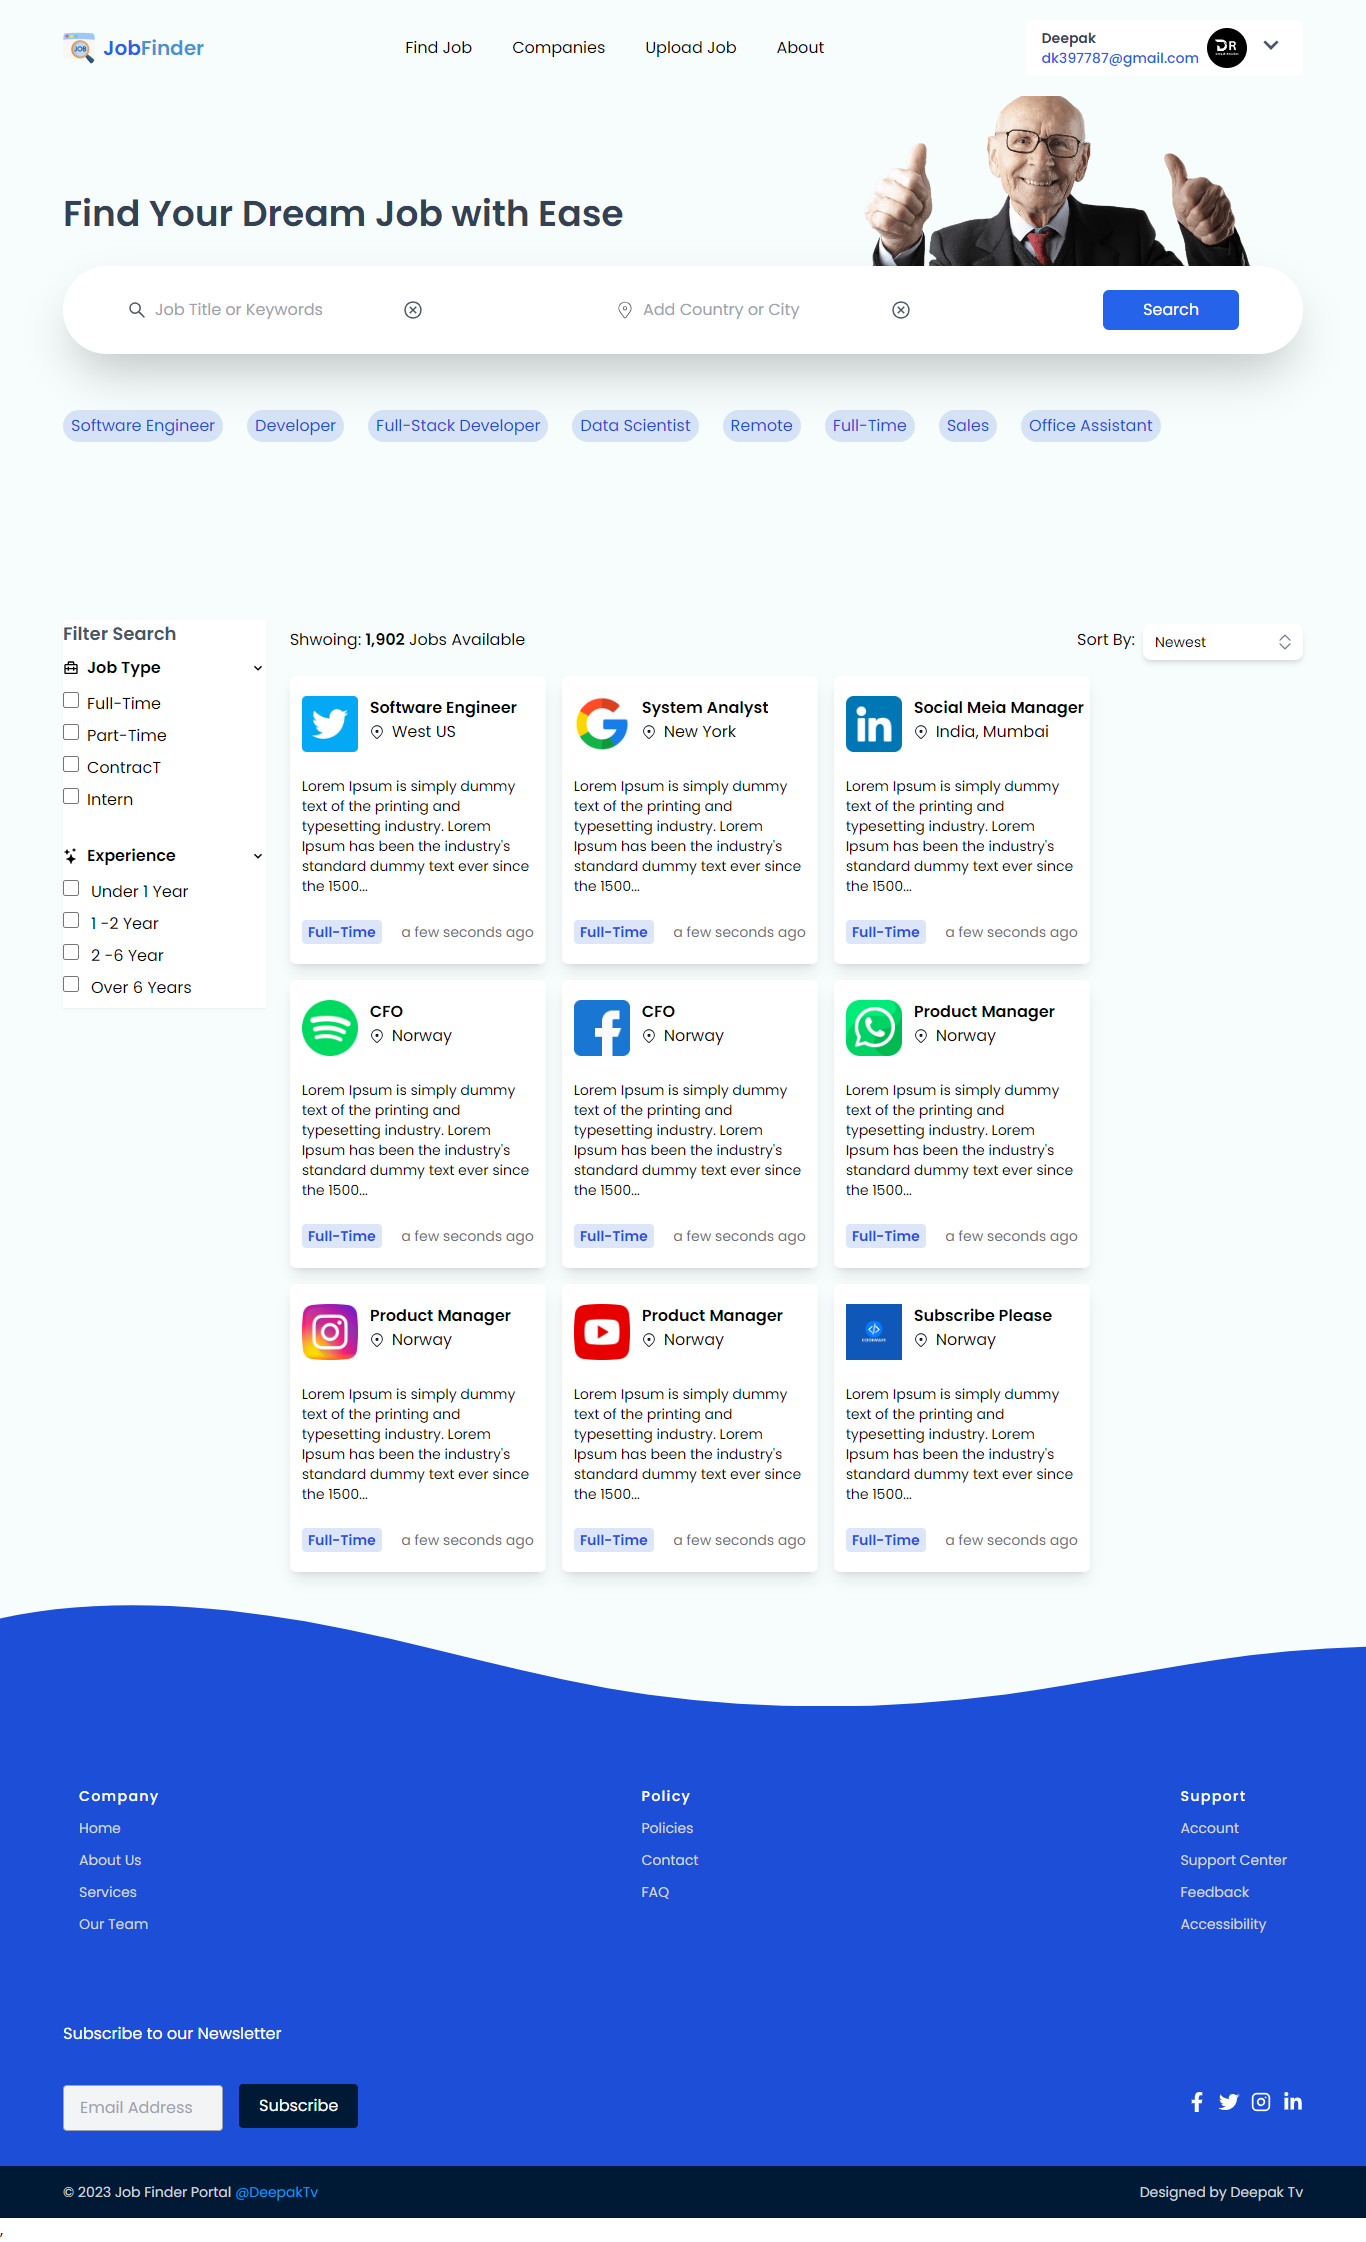 JobFinder
Find Job
Companies
Upload Job
About
Deepak
dk397787@gmail.com
DR
Find Your Dream Job with Ease
Job Title or Keywords
Add Country or City
Search
Software Engineer
Developer
Full-Stack Developer
Data Scientist
Remote
Full-Time
Sales
Office Assistant
Filter Search
Job Type
Full-Time
Part-Time
ContracT
Intern
Experience
Under 1 Year
1 -2 Year
2 -6 Year
Over 6 Years
Shwoing: 1,902 Jobs Available
Sort By:
Newest
Software Engineer
West US
Lorem Ipsum is simply dummy
text of the printing and
typesetting industry. Lorem
Ipsum has been the industry's
standard dummy text ever since
the 1500...
Full-Time
a few seconds ago
System Analyst
New York
Lorem Ipsum is simply dummy
text of the printing and
typesetting industry. Lorem
Ipsum has been the industry's
standard dummy text ever since
the 1500...
Full-Time
a few seconds ago
in
Social Meia Manager
India, Mumbai
Lorem Ipsum is simply dummy
text of the printing and
typesetting industry. Lorem
Ipsum has been the industry's
standard dummy text ever since
the 1500...
Full-Time
a few seconds ago
CFO
Norway
Lorem Ipsum is simply dummy
text of the printing and
typesetting industry. Lorem
Ipsum has been the industry's
standard dummy text ever since
the 1500...
Full-Time
a few seconds ago
CFO
Norway
Lorem Ipsum is simply dummy
text of the printing and
typesetting industry. Lorem
Ipsum has been the industry's
standard dummy text ever since
the 1500...
Full-Time
a few seconds ago
Product Manager
Norway
Lorem Ipsum is simply dummy
text of the printing and
typesetting industry. Lorem
Ipsum has been the industry's
standard dummy text ever since
the 1500...
Full-Time
a few seconds ago
Product Manager
Norway
Lorem Ipsum is simply dummy
text of the printing and
typesetting industry. Lorem
Ipsum has been the industry's
standard dummy text ever since
the 1500...
Full-Time
a few seconds ago
Product Manager
Norway
Lorem Ipsum is simply dummy
text of the printing and
typesetting industry. Lorem
Ipsum has been the industry's
standard dummy text ever since
the 1500...
Full-Time
a few seconds ago
Subscribe Please
Norway
Lorem Ipsum is simply dummy
text of the printing and
typesetting industry. Lorem
Ipsum has been the industry's
standard dummy text ever since
the 1500...
Full-Time
a few seconds ago
Company
Home
About Us
Services
Our Team
Policy
Policies
Contact
FAQ
Support
Account
Support Center
Feedback
Accessibility
Subscribe to our Newsletter
Email Address
Subscribe
© 2023 Job Finder Portal @DeepakTv
Designed by Deepak Tv
,